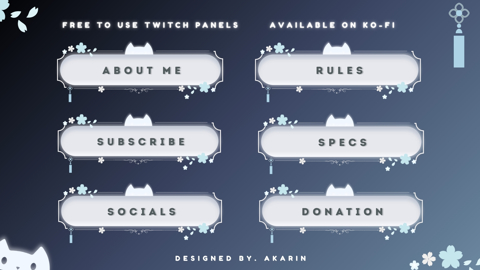 FREE TO USE TWITCH PANELS
AVAILABLE ON KO-FI
ABOUT ME
RULES
SUBSCRIBE
SPECS
SOCIALS
DONATION
DESIGNED BY. AKARIN